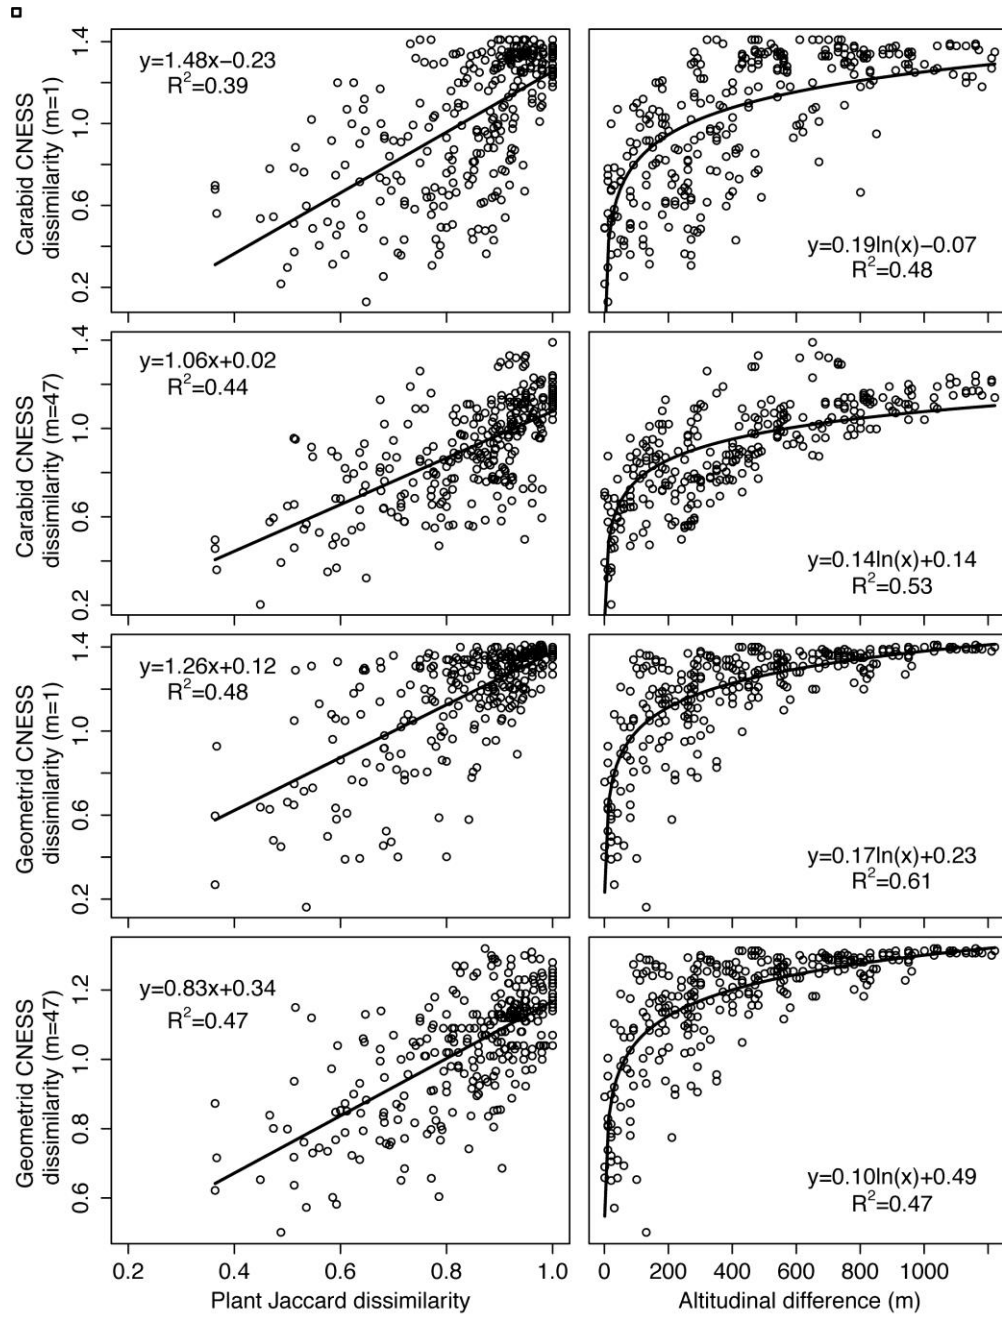 Carabid CNESS
dissimilarity (m=1)
1.4
1.0
0.6
0.2
y=1.48x−0.23
R²=0.39
y=0.19ln(x)−0.07
R²=0.48
Carabid CNESS
dissimilarity (m=47)
1.4
1.0
0.6
0.2
y=1.06x+0.02
R²=0.44
y=0.14ln(x)+0.14
R²=0.53
Geometrid CNESS
dissimilarity (m=1)
1.4
1.0
0.6
0.2
y=1.26x+0.12
R²=0.48
y=0.17ln(x)+0.23
R²=0.61
Geometrid CNESS
dissimilarity (m=47)
1.2
1.0
0.8
0.6
y=0.83x+0.34
R²=0.47
y=0.10ln(x)+0.49
R²=0.47
0.2 0.4 0.6 0.8 1.0
0 200 400 600 800 1000
Plant Jaccard dissimilarity
Altitudinal difference (m)